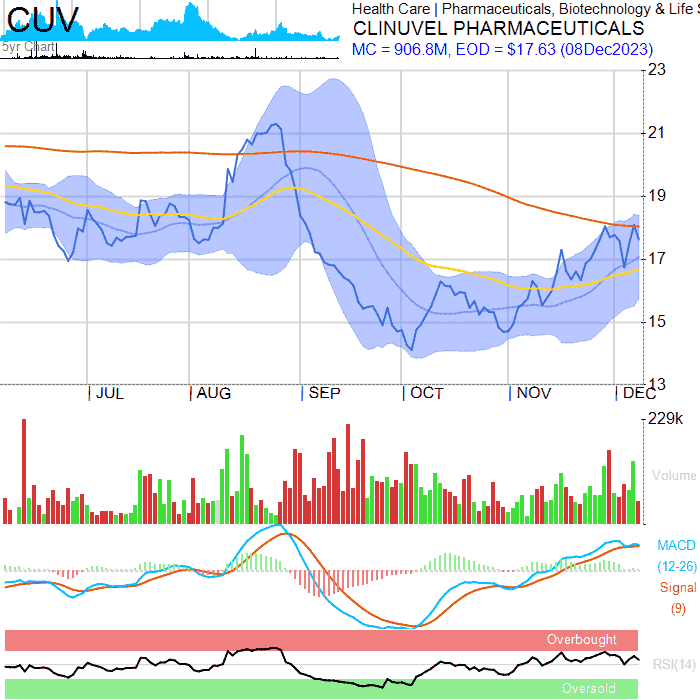 CUV
5yr Chart
Health Care | Pharmaceuticals, Biotechnology & Life S
CLINUVEL PHARMACEUTICALS
MC = 906.8M, EOD = $17.63 (08Dec2023)
23
21
19
17
15
13
JUL AUG SEP OCT NOV DEC
229k
Volume
MACD
(12-26)
Signal
(9)
Overbought
RSI(14)
Oversold